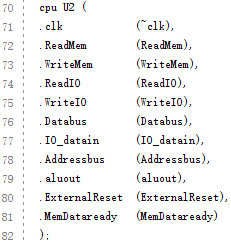 70 cpu U2 (
71 .clk (~clk),
72 .ReadMem (ReadMem),
73 .WriteMem (WriteMem),
74 .ReadIO (ReadIO),
75 .WriteIO (WriteIO),
76 .Databus (Databus),
77 .IO_datain (IO_datain),
78 .Addressbus (Addressbus),
79 .aluout (aluout),
80 .ExternalReset (ExternalReset),
81 .MemDataready (MemDataready)
82 );